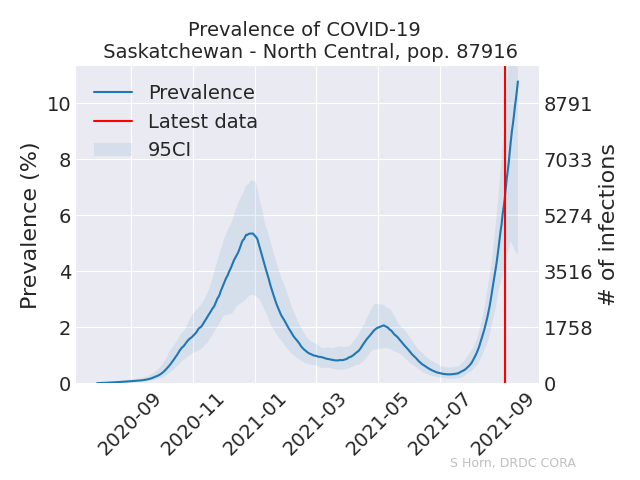 Prevalence of COVID-19
Saskatchewan - North Central, pop. 87916
Prevalence
Latest data
95CI
Prevalence (%)
10
8
6
4
2
0
8791
7033
5274
3516
1758
0
# of infections
2020-09
2020-11
2021-01
2021-03
2021-05
2021-07
2021-09
S Horn, DRDC CORA